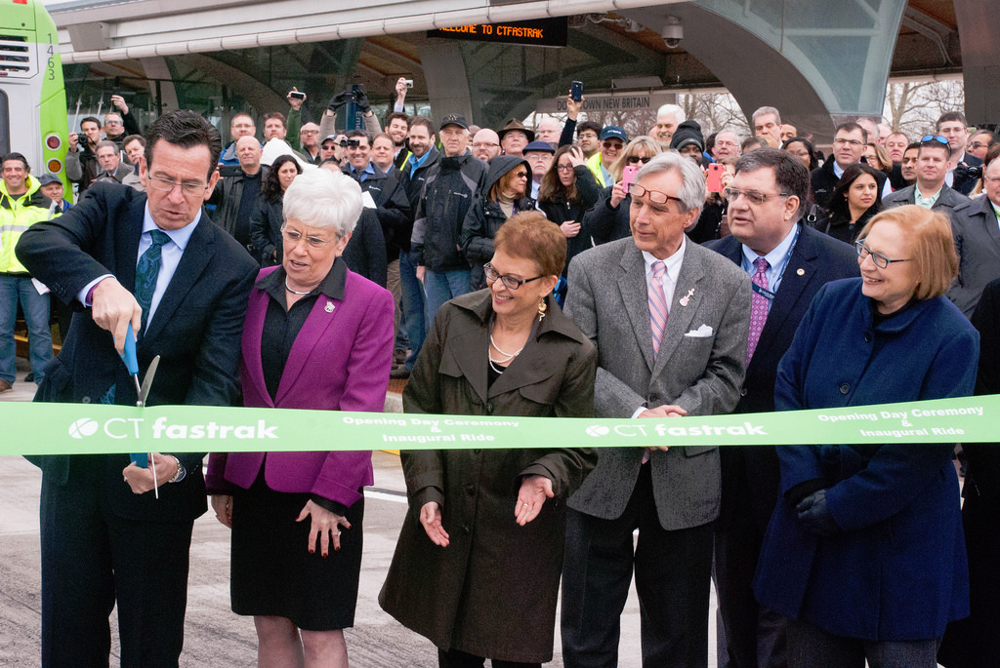 WELCOME TO CTFASTRAK
1463
DOWNTOWN NEW BRITAIN
CT fastrak
Opening Day Ceremony
&
Inaugural Ride
CT fastrak
Opening Day Ceremony
&
Inaugural Ride